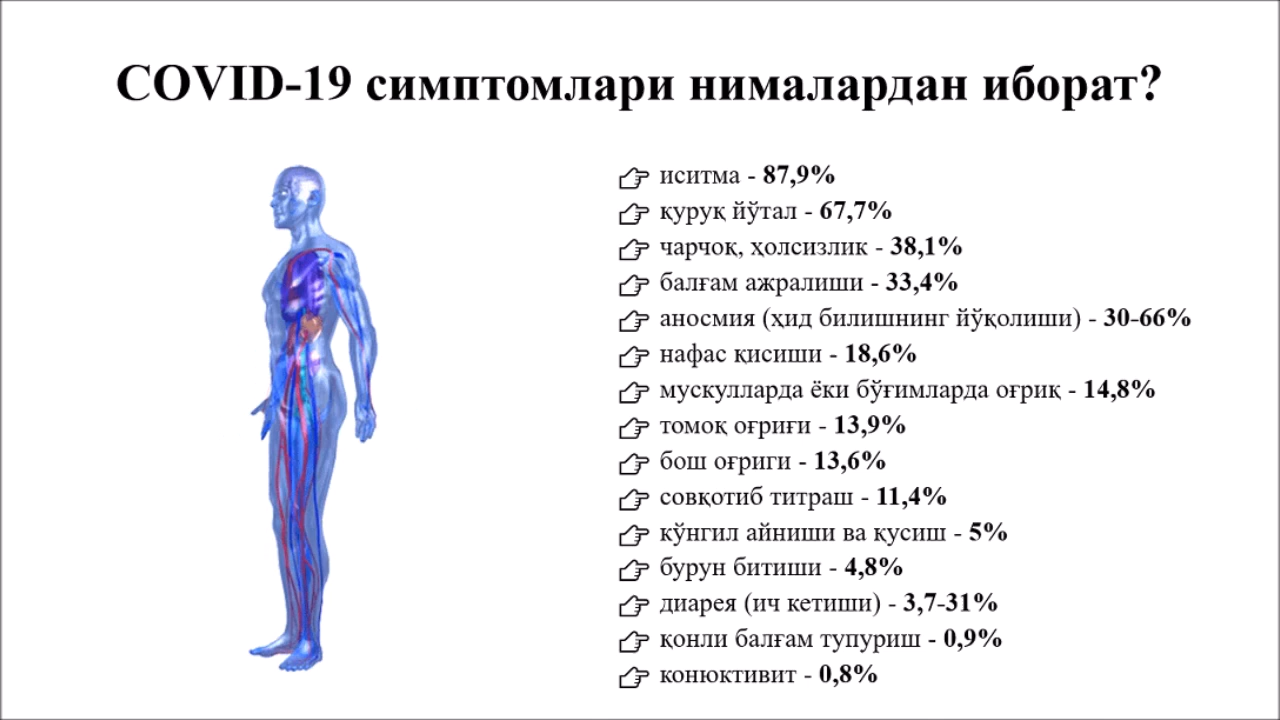 COVID-19 симптомлари нималардан иборат?
иситма - 87,9%
қуруқ йўтал - 67,7%
чарчоқ, ҳолсизлик - 38,1%
балғам ажралиши - 33,4%
аносмия (ҳид билишнинг йўқолиши) - 30-66%
нафас қисиши - 18,6%
мускулларда ёки бўғимларда оғриқ - 14,8%
томоқ оғриғи - 13,9%
бош оғриги - 13,6%
совқотиб титраш - 11,4%
кўнгил айниши ва қусиш - 5%
бурун битиши - 4,8%
диарея (ич кетиши) - 3,7-31%
қонли балғам тупуриш - 0,9%
конюктивит - 0,8%